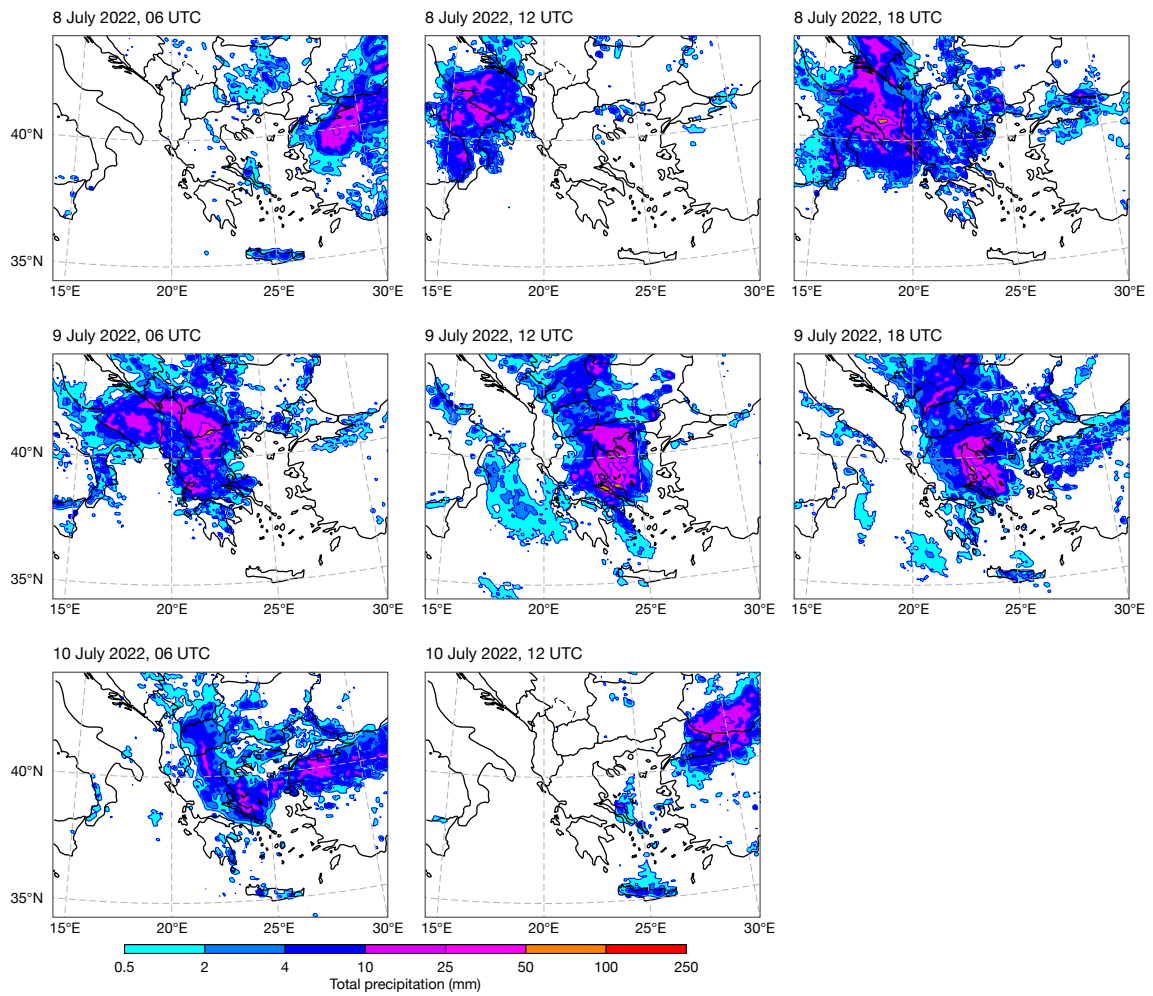 8 July 2022, 06 UTC
8 July 2022, 12 UTC
8 July 2022, 18 UTC
40°N
35°N
15°E 20°E 25°E 30°E
15°E 20°E 25°E 30°E
15°E 20°E 25°E 30°E
9 July 2022, 06 UTC
9 July 2022, 12 UTC
9 July 2022, 18 UTC
40°N
35°N
15°E 20°E 25°E 30°E
15°E 20°E 25°E 30°E
15°E 20°E 25°E 30°E
10 July 2022, 06 UTC
10 July 2022, 12 UTC
40°N
35°N
15°E 20°E 25°E 30°E
15°E 20°E 25°E 30°E
0.5 2 4 10 25 50 100 250
Total precipitation (mm)